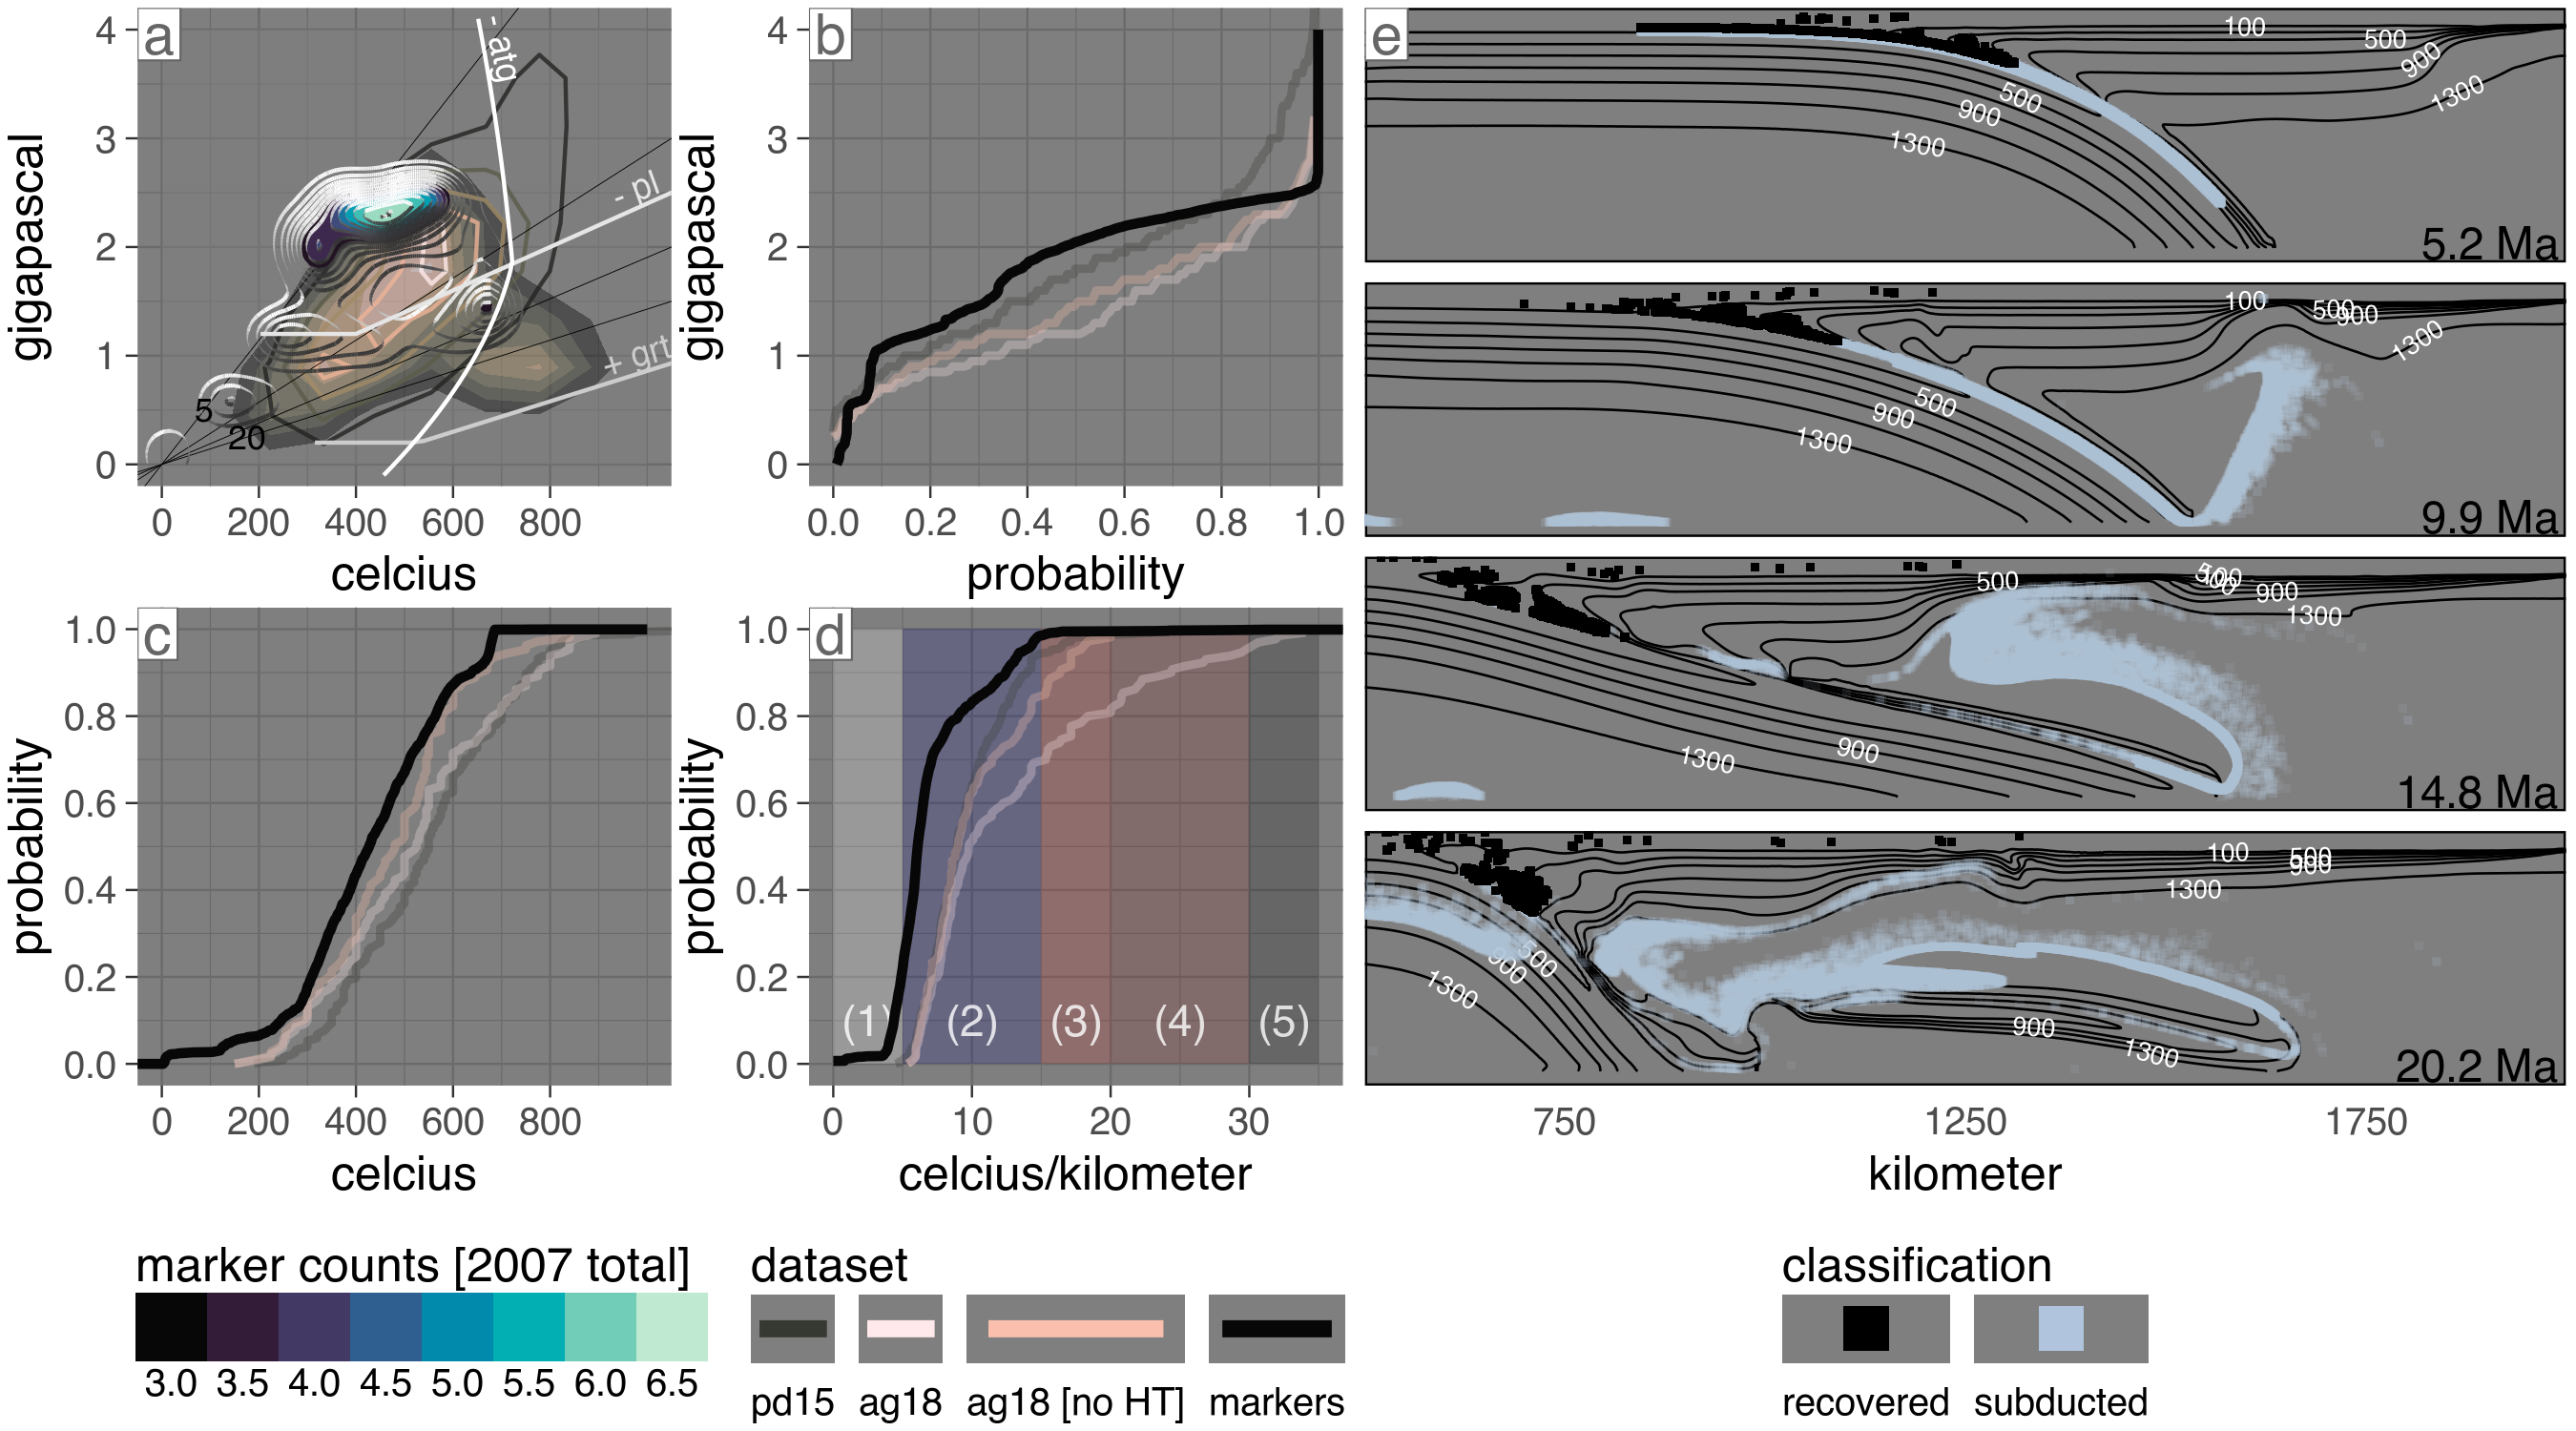 a
- atg
- pl
+ grt
5
20
gigapascal
4
3
2
1
0
0 200 400 600 800
celcius
b
gigapascal
4
3
2
1
0
0.0 0.2 0.4 0.6 0.8 1.0
probability
c
probability
1.0
0.8
0.6
0.4
0.2
0.0
0 200 400 600 800
celcius
d
probability
1.0
0.8
0.6
0.4
0.2
0.0
(1) (2) (3) (4) (5)
0 10 20 30
celcius/kilometer
e
100
500
900
1300
500
900
1300
5.2 Ma
100
500
900
1300
500
900
1300
9.9 Ma
500
100
500
900
1300
900
1300
14.8 Ma
100
500
900
1300
500
900
1300
900
1300
20.2 Ma
750 1250 1750
kilometer
marker counts [2007 total]
3.0 3.5 4.0 4.5 5.0 5.5 6.0 6.5
dataset
pd15 ag18 ag18 [no HT] markers
classification
recovered subducted